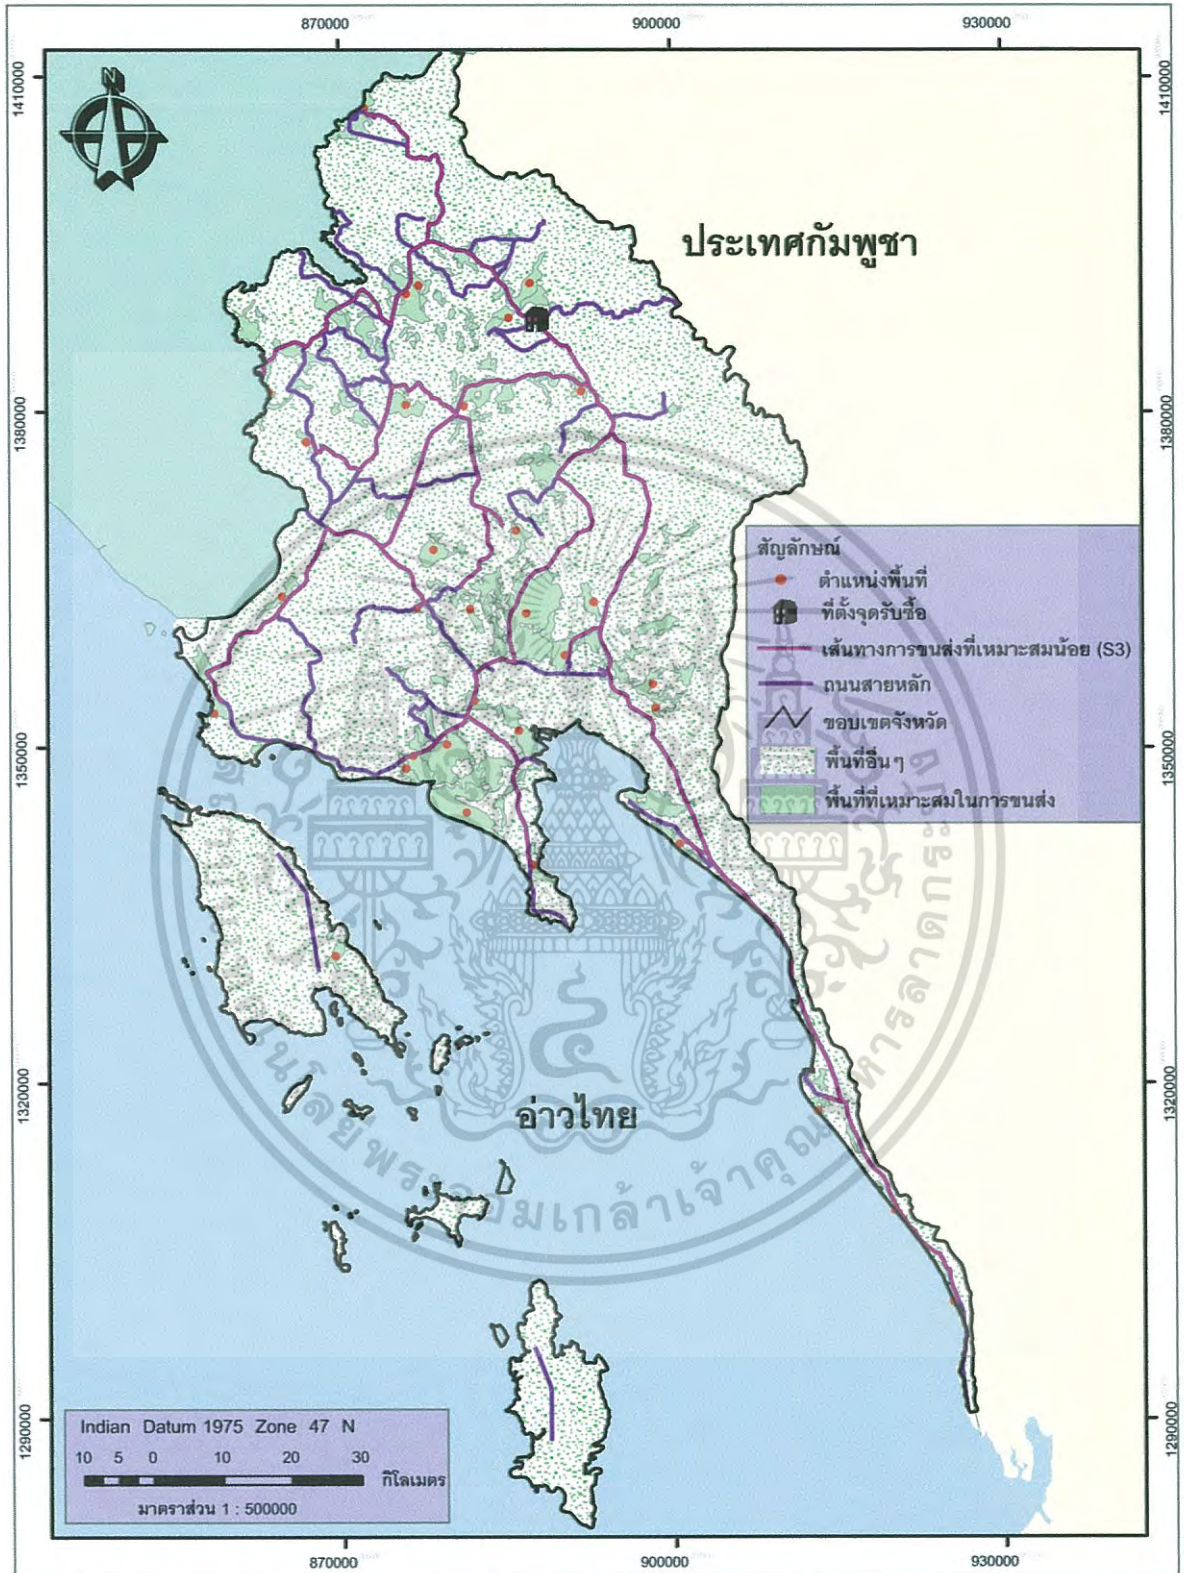 870000 900000 930000
1410000 1410000
N
ประเทศกัมพูชา
1380000 1380000
สัญลักษณ์
ตำแหน่งพื้นที่
ที่ตั้งจุดรับซื้อ
เส้นทางการขนส่งที่เหมาะสมน้อย (S3)
ถนนสายหลัก
ขอบเขตจังหวัด
พื้นที่อื่นๆ
พื้นที่ที่เหมาะสมในการขนส่ง
1350000 1350000
1320000 1320000
อ่าวไทย
1290000 1290000
Indian Datum 1975 Zone 47 N
10 5 0 10 20 30
กิโลเมตร
มาตราส่วน 1 : 500000
870000 900000 930000